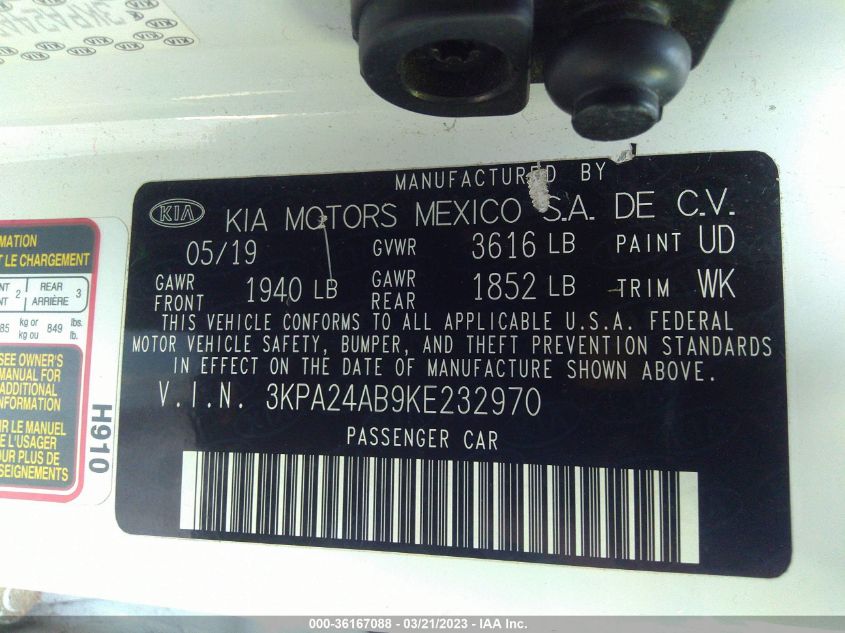 KIA
MANUFACTURED BY
KIA MOTORS MEXICO S.A. DE C.V.
05/19 GVWR 3616 LB PAINT UD
GAWR FRONT 1940 LB GAWR REAR 1852 LB TRIM WK
THIS VEHICLE CONFORMS TO ALL APPLICABLE U.S.A. FEDERAL
MOTOR VEHICLE SAFETY, BUMPER, AND THEFT PREVENTION STANDARDS
IN EFFECT ON THE DATE OF MANUFACTURE SHOWN ABOVE.
V.I.N. 3KPA24AB9KE232970
PASSENGER CAR
LE CHARGEMENT
2 REAR ARRIÈRE 3
85 kg or kg ou 849 lbs. lb.
SEE OWNER'S
MANUAL FOR
ADDITIONAL
INFORMATION
LE MANUEL
L'USAGER
POUR PLUS DE
H910
000-36167088 - 03/21/2023 - IAA Inc.